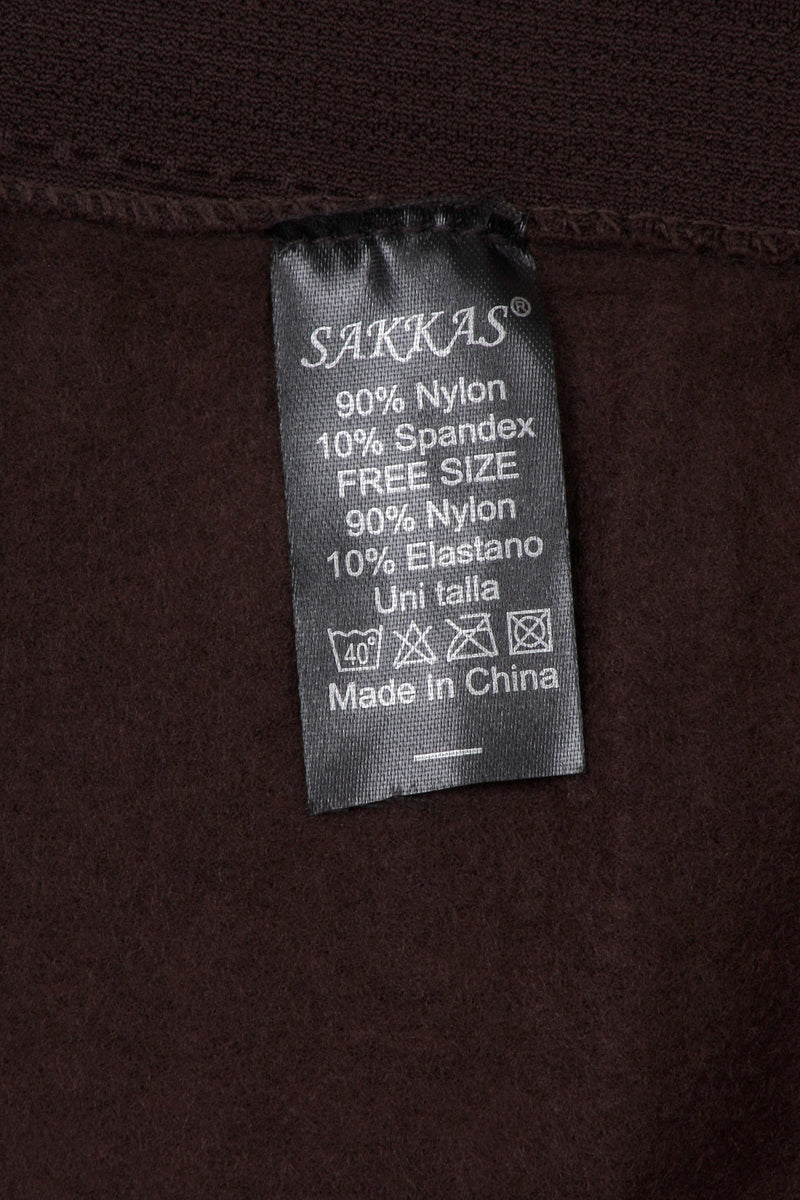 SAKKAS®
90% Nylon
10% Spandex
FREE SIZE
90% Nylon
10% Elastano
Uni talla
40°
Made In China